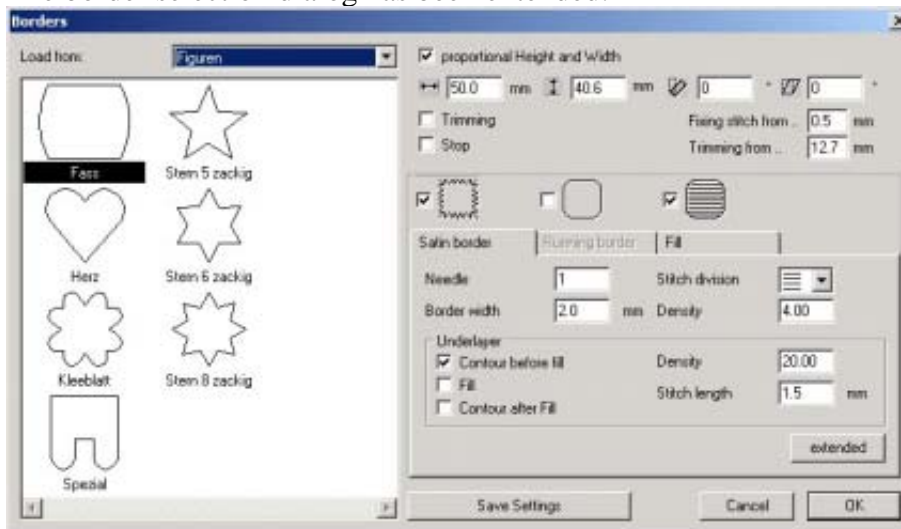 Borders
Load from:
Figuren
Fass
Stern 5 zackig
Herz
Stern 6 zackig
Kleeblatt
Stern 8 zackig
Spezial
proportional Height and Width
50.0 mm 40.6 mm 0 ° 0 °
Trimming
Fixing stitch from .. 0.5 mm
Stop
Trimming from ... 12.7 mm
Satin border Running border Fill
Needle 1 Stitch division
Border width 2.0 mm Density 4.00
Underlayer
Contour before fill Density 20.00
Fill
Stitch length 1.5 mm
Contour after Fill
extended
Save Settings Cancel OK